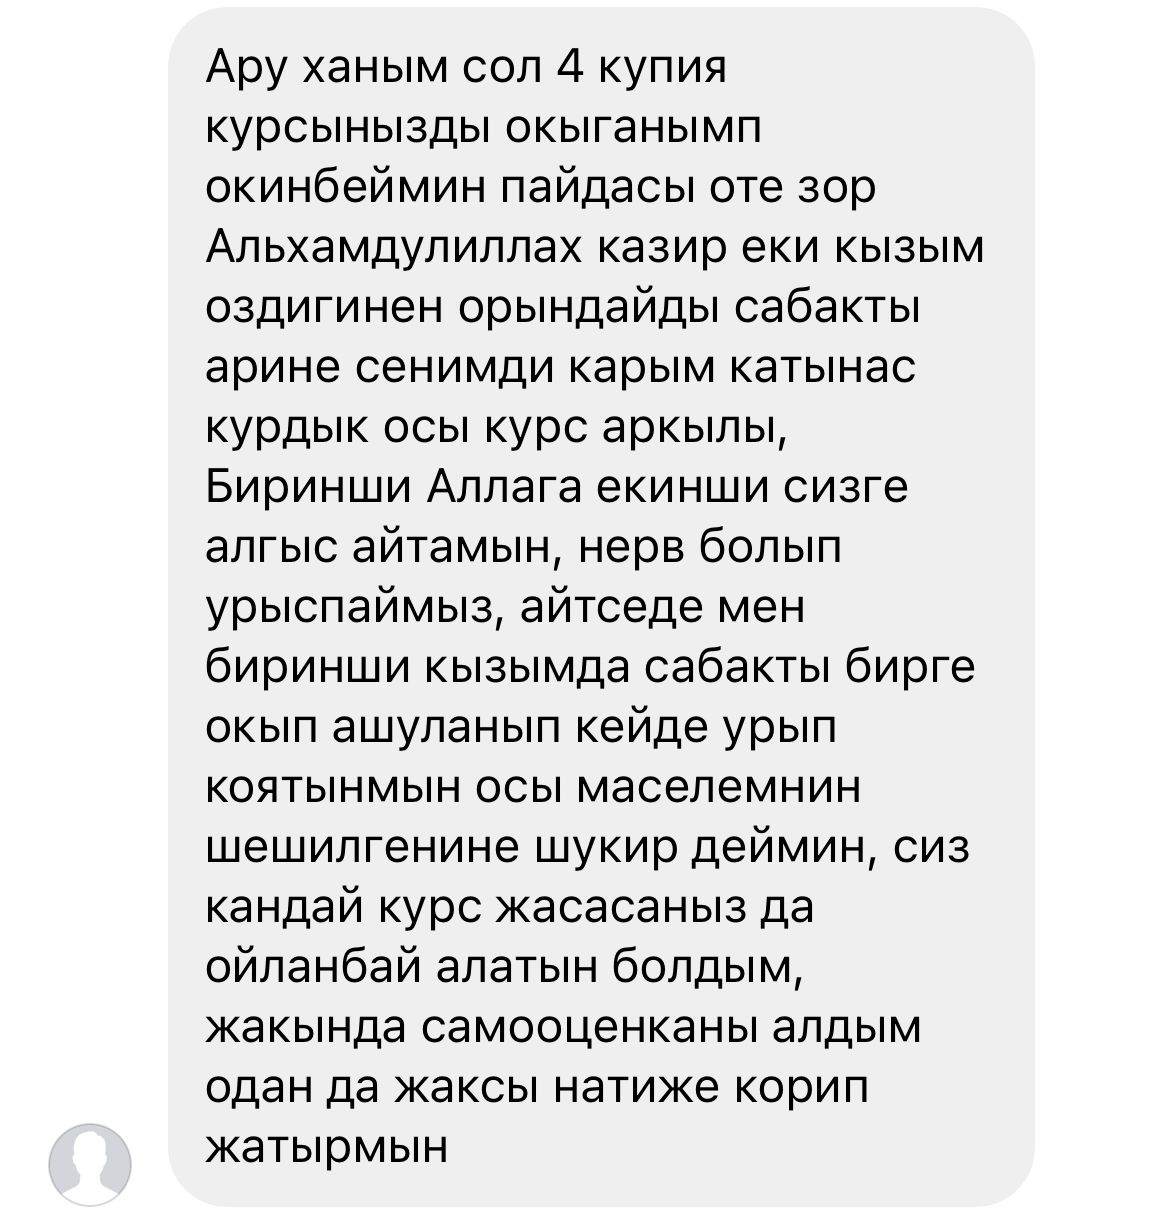 Ару ханым сол 4 купия
курсынызды окыганымп
окинбеймин пайдасы оте зор
Альхамдулиллах казир еки кызым
оздигинен орындайды сабакты
арине сенимди карым катынас
курдык осы курс аркылы,
Биринши Аллага екинши сизге
алгыс айтамын, нерв болып
урыспаймыз, айтседе мен
биринши кызымда сабакты бирге
окып ашуланып кейде урып
коятынмын осы маселемнин
шешилгенине шукир деймин, сиз
кандай курс жасасаныз да
ойланбай алатын болдым,
жакында самооценканы алдым
одан да жаксы натиже корип
жатырмын